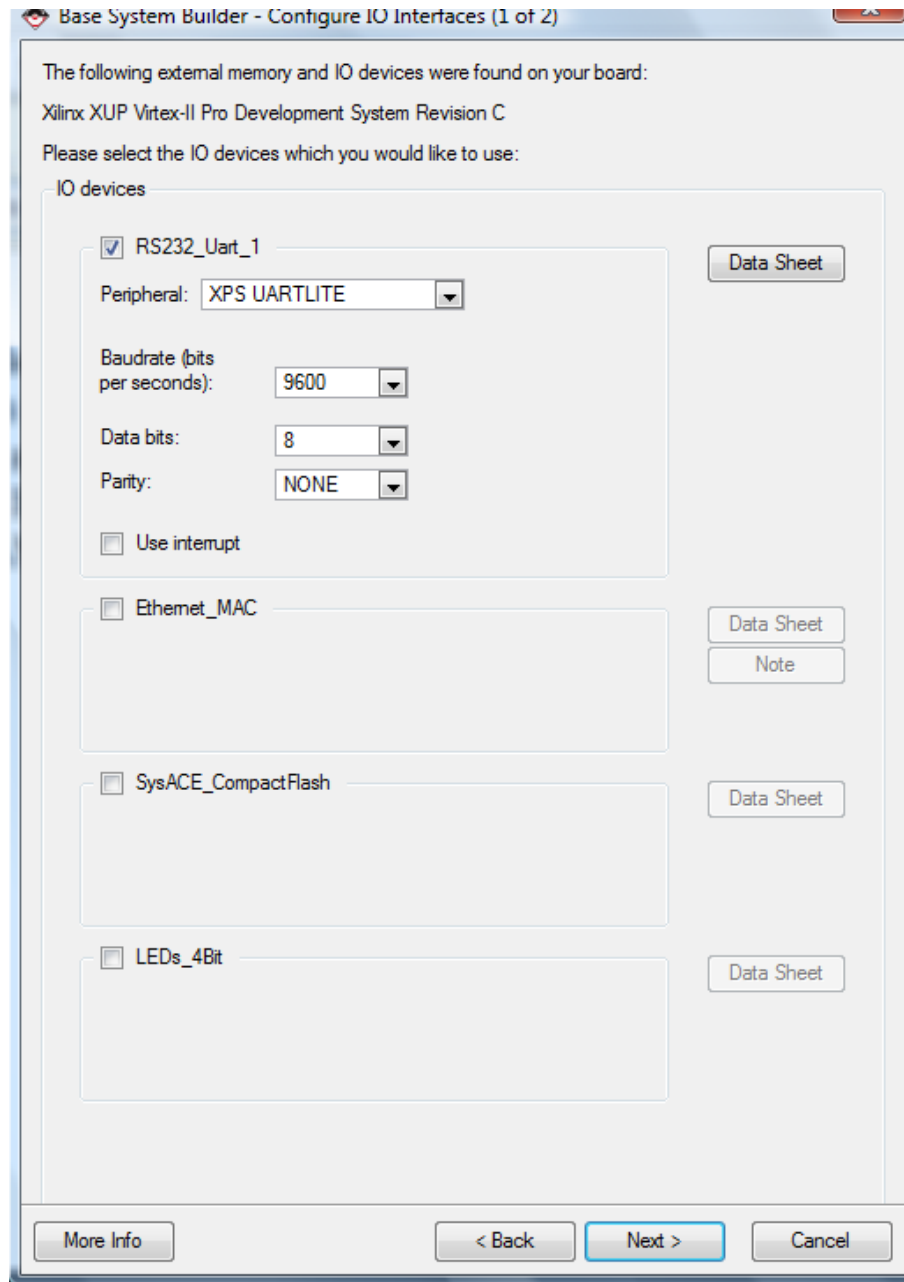 Base System Builder - Configure IO Interfaces (1 of 2)
The following external memory and IO devices were found on your board:
Xilinx XUP Virtex-II Pro Development System Revision C
Please select the IO devices which you would like to use:
IO devices
RS232_Uart_1
Data Sheet
Peripheral: XPS UARTLITE
Baudrate (bits
per seconds): 9600
Data bits: 8
Parity: NONE
Use interrupt
Ethernet_MAC
Data Sheet
Note
SysACE_CompactFlash
Data Sheet
LEDs_4Bit
Data Sheet
More Info < Back Next > Cancel